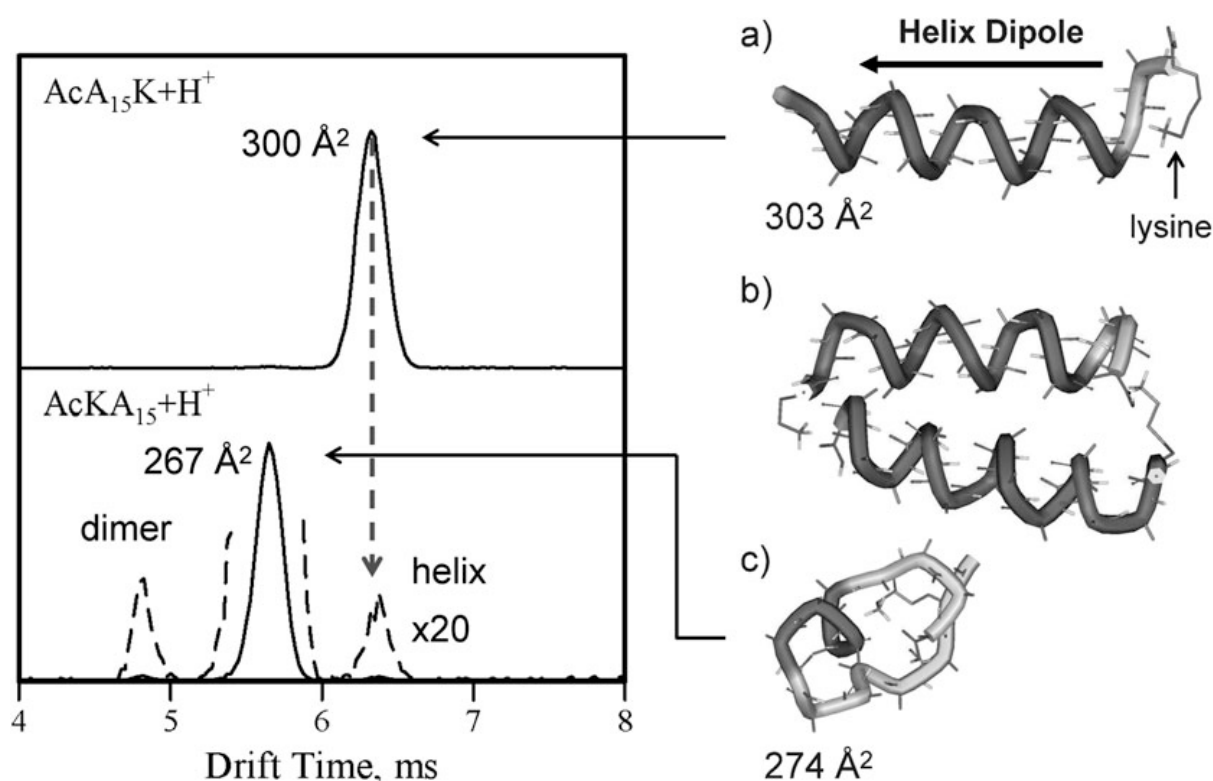 AcA₁₅K+H⁺
300 Å²
AcKA₁₅+H⁺
267 Å²
dimer
helix
x20
4 5 6 7 8
Drift Time, ms
a)
Helix Dipole
303 Å²
lysine
b)
c)
274 Å²